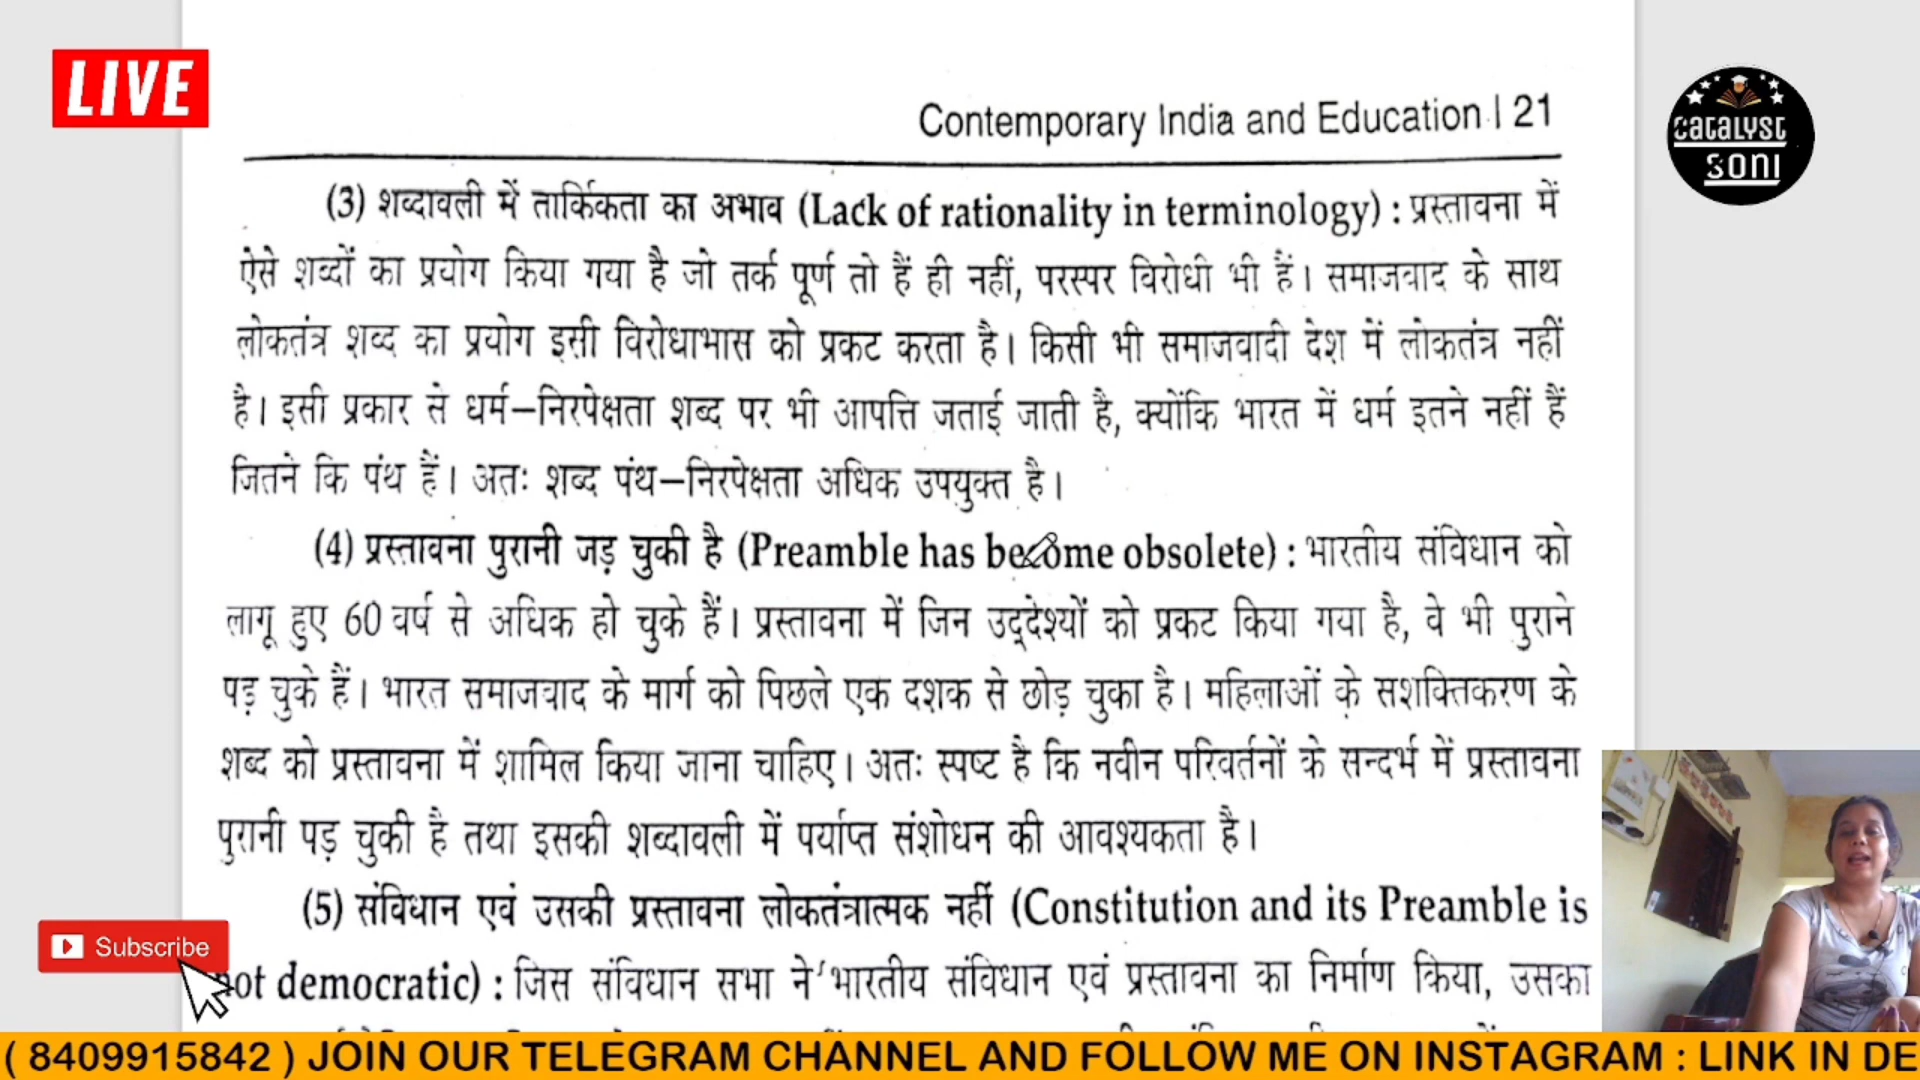 LIVE
Contemporary India and Education | 21
catalyst
SONI
(3) शब्दावली में तार्किकता का अभाव (Lack of rationality in terminology) : प्रस्तावना में
ऐसे शब्दों का प्रयोग किया गया है जो तर्क पूर्ण तो हैं ही नहीं, परस्पर विरोधी भी हैं। समाजवाद के साथ
लोकतंत्र शब्द का प्रयोग इसी विरोधाभास को प्रकट करता है। किसी भी समाजवादी देश में लोकतंत्र नहीं
है। इसी प्रकार से धर्म–निरपेक्षता शब्द पर भी आपत्ति जताई जाती है, क्योंकि भारत में धर्म इतने नहीं हैं
जितने कि पंथ हैं। अतः शब्द पंथ–निरपेक्षता अधिक उपयुक्त है।
(4) प्रस्तावना पुरानी जड़ चुकी है (Preamble has become obsolete) : भारतीय संविधान को
लागू हुए 60 वर्ष से अधिक हो चुके हैं। प्रस्तावना में जिन उद्देश्यों को प्रकट किया गया है, वे भी पुराने
पड़ चुके हैं। भारत समाजवाद के मार्ग को पिछले एक दशक से छोड़ चुका है। महिलाओं के सशक्तिकरण के
शब्द को प्रस्तावना में शामिल किया जाना चाहिए। अतः स्पष्ट है कि नवीन परिवर्तनों के सन्दर्भ में प्रस्तावना
पुरानी पड़ चुकी है तथा इसकी शब्दावली में पर्याप्त संशोधन की आवश्यकता है।
(5) संविधान एवं उसकी प्रस्तावना लोकतंत्रात्मक नहीं (Constitution and its Preamble is
not democratic) : जिस संविधान सभा ने भारतीय संविधान एवं प्रस्तावना का निर्माण किया, उसका
Subscribe
( 8409915842 ) JOIN OUR TELEGRAM CHANNEL AND FOLLOW ME ON INSTAGRAM : LINK IN DE